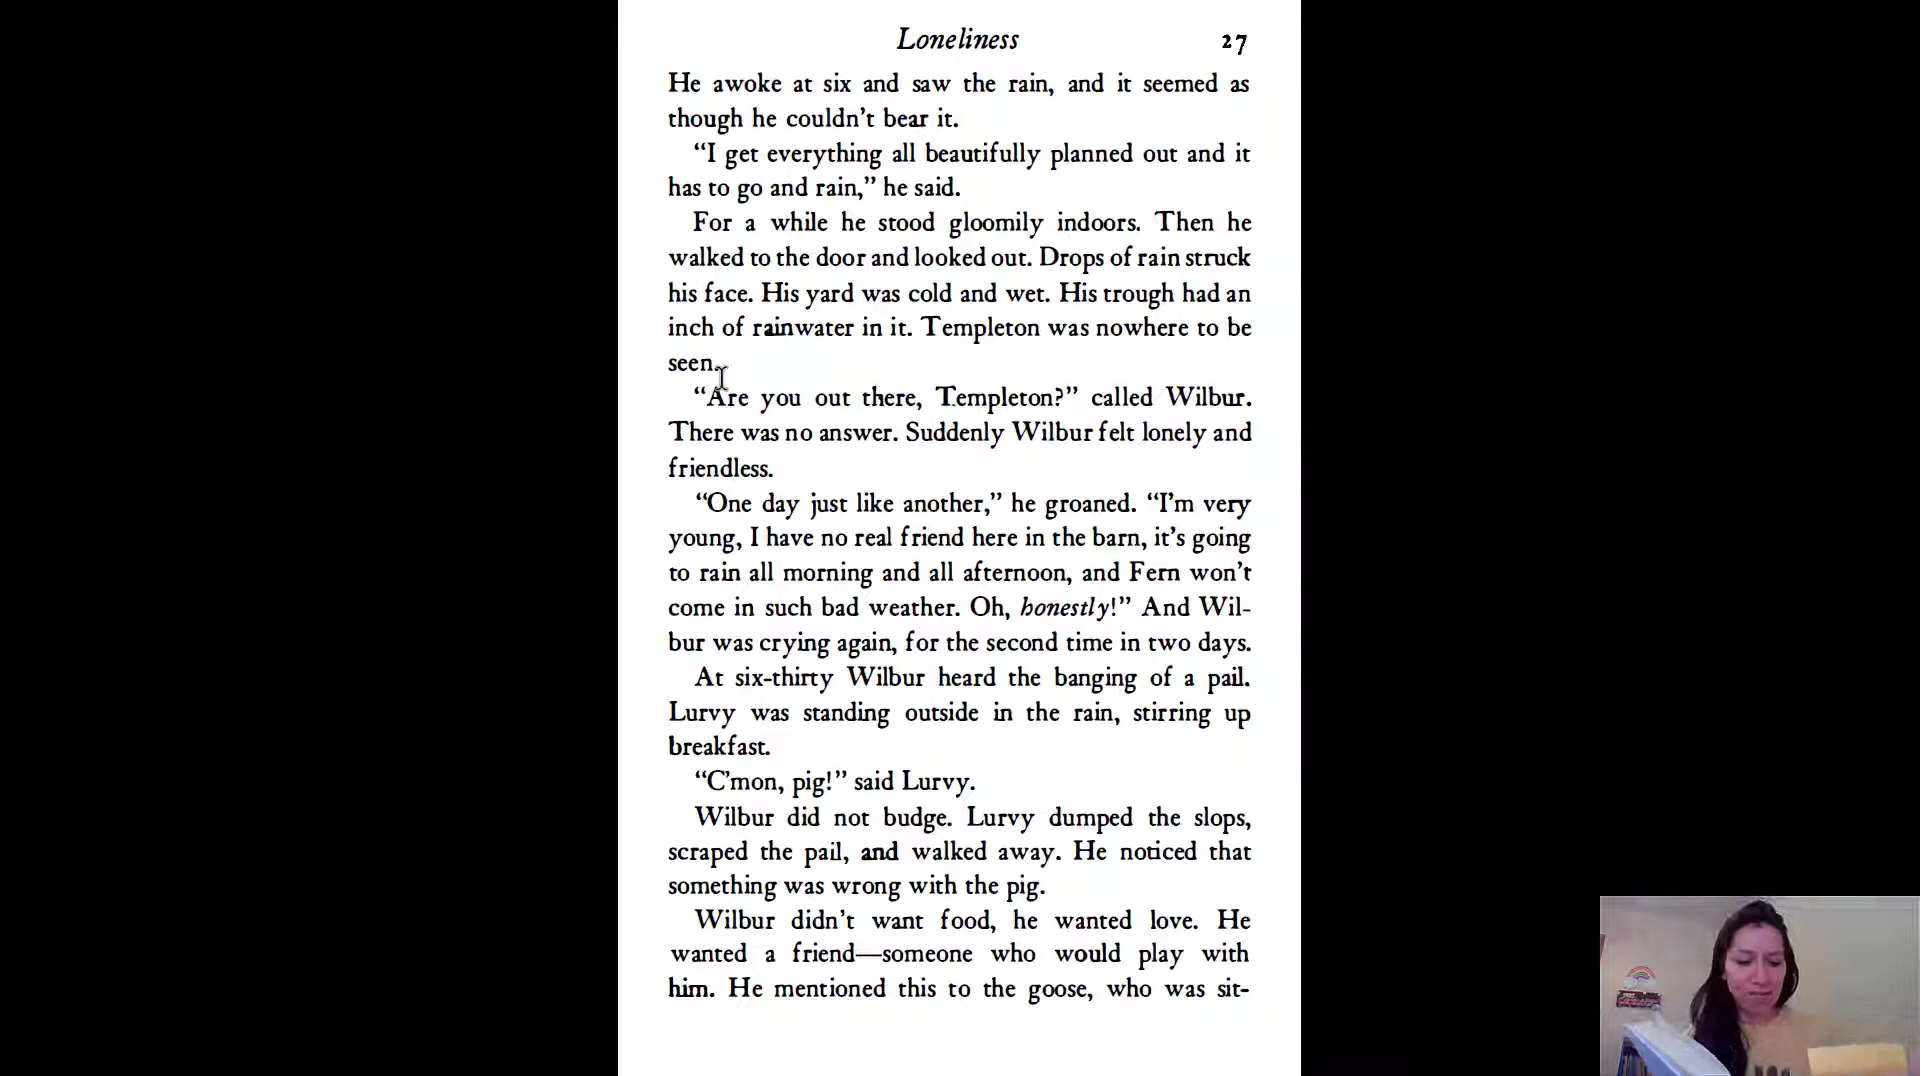 Loneliness 27
He awoke at six and saw the rain, and it seemed as
though he couldn’t bear it.
“I get everything all beautifully planned out and it
has to go and rain,” he said.
For a while he stood gloomily indoors. Then he
walked to the door and looked out. Drops of rain struck
his face. His yard was cold and wet. His trough had an
inch of rainwater in it. Templeton was nowhere to be
seen.
“Are you out there, Templeton?” called Wilbur.
There was no answer. Suddenly Wilbur felt lonely and
friendless.
“One day just like another,” he groaned. “I’m very
young, I have no real friend here in the barn, it’s going
to rain all morning and all afternoon, and Fern won’t
come in such bad weather. Oh, honestly!” And Wil-
bur was crying again, for the second time in two days.
At six-thirty Wilbur heard the banging of a pail.
Lurvy was standing outside in the rain, stirring up
breakfast.
“C’mon, pig!” said Lurvy.
Wilbur did not budge. Lurvy dumped the slops,
scraped the pail, and walked away. He noticed that
something was wrong with the pig.
Wilbur didn’t want food, he wanted love. He
wanted a friend—someone who would play with
him. He mentioned this to the goose, who was sit-